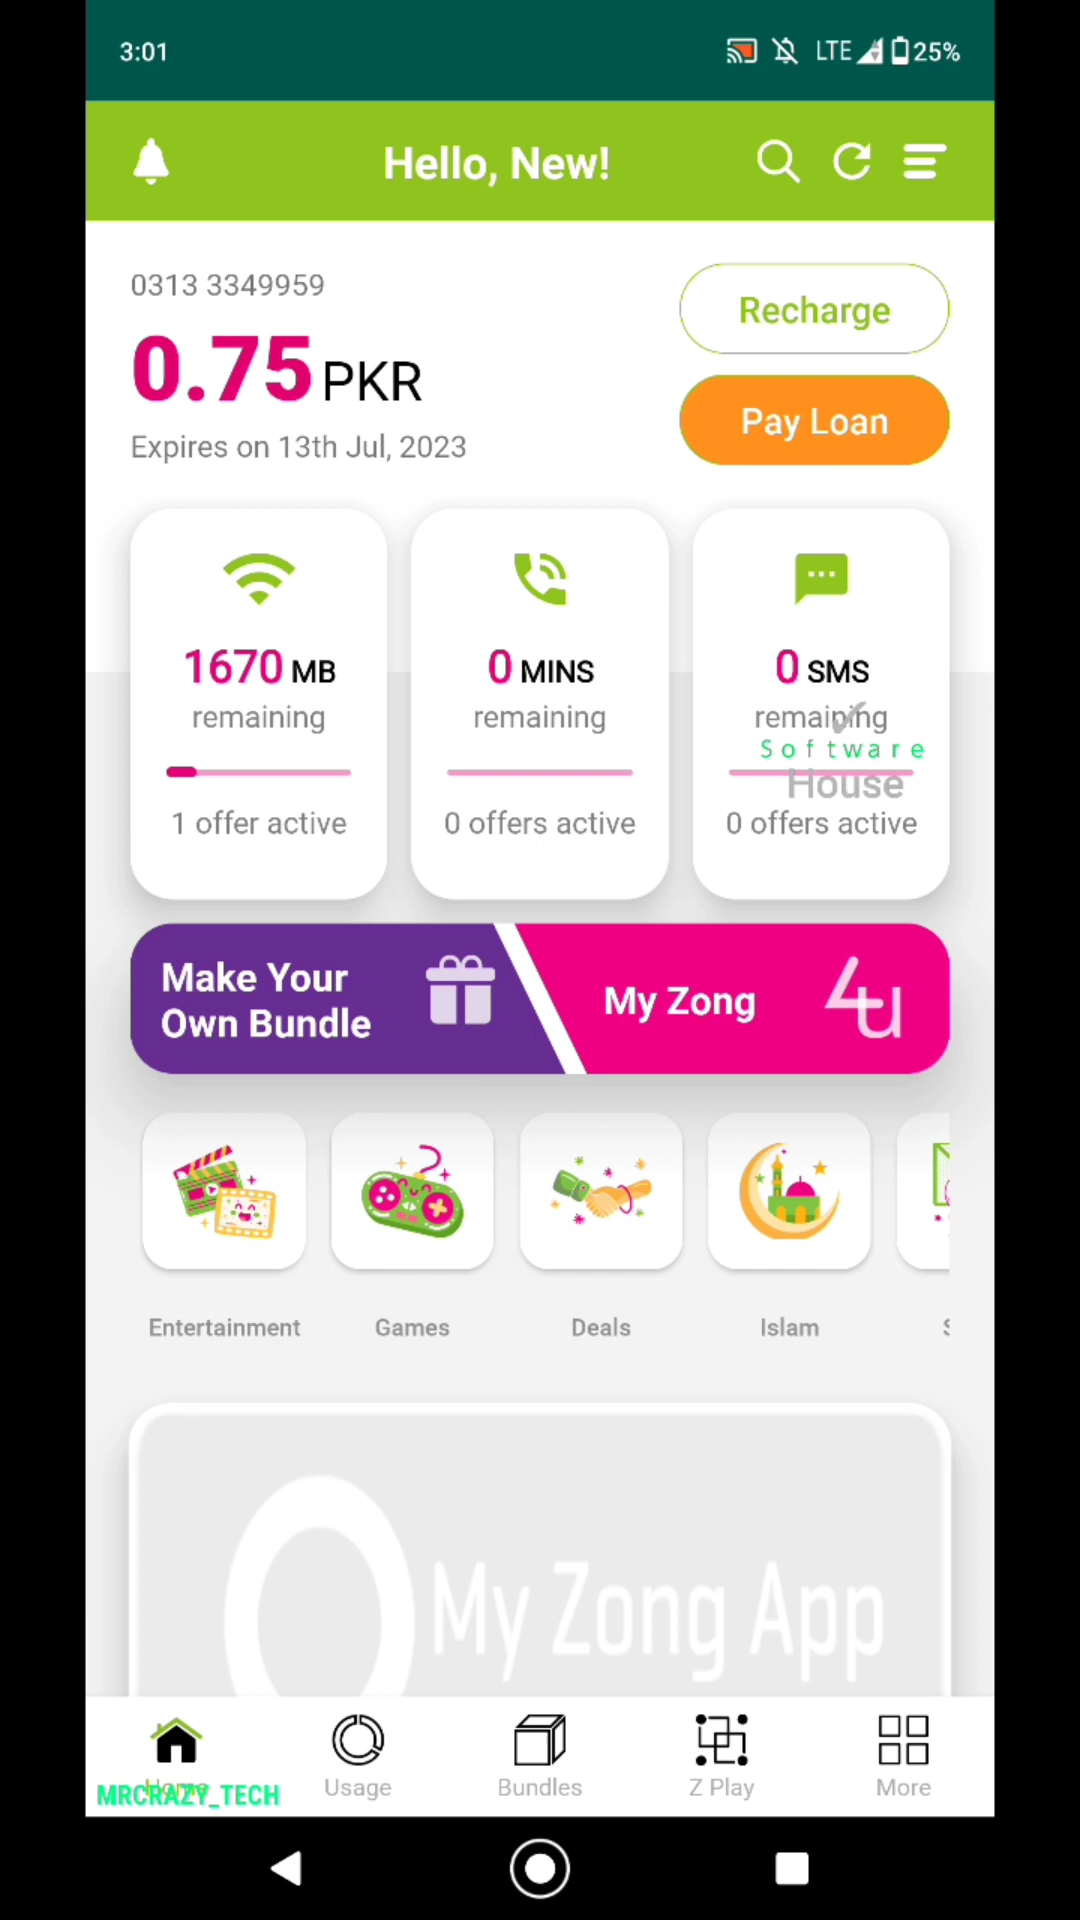 3:01
LTE
25%
Hello, New!
0313 3349959
Recharge
0.75 PKR
Pay Loan
Expires on 13th Jul, 2023
1670 MB
remaining
1 offer active
0 MINS
remaining
0 offers active
0 SMS
remaining
Software
House
0 offers active
Make Your
Own Bundle
My Zong
4u
Entertainment
Games
Deals
Islam
My Zong App
Home
MRCRAZY_TECH
Usage
Bundles
Z Play
More